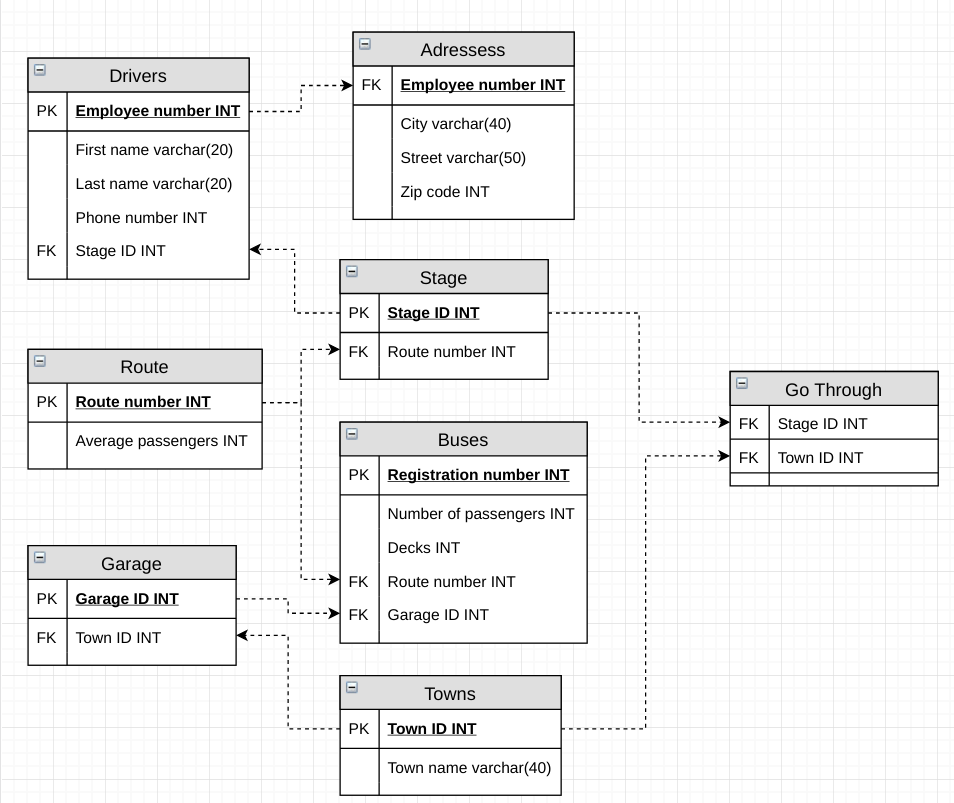 Drivers
PK Employee number INT
First name varchar(20)
Last name varchar(20)
Phone number INT
FK Stage ID INT
Adressess
FK Employee number INT
City varchar(40)
Street varchar(50)
Zip code INT
Stage
PK Stage ID INT
FK Route number INT
Route
PK Route number INT
Average passengers INT
Go Through
FK Stage ID INT
FK Town ID INT
Buses
PK Registration number INT
Number of passengers INT
Decks INT
FK Route number INT
FK Garage ID INT
Garage
PK Garage ID INT
FK Town ID INT
Towns
PK Town ID INT
Town name varchar(40)